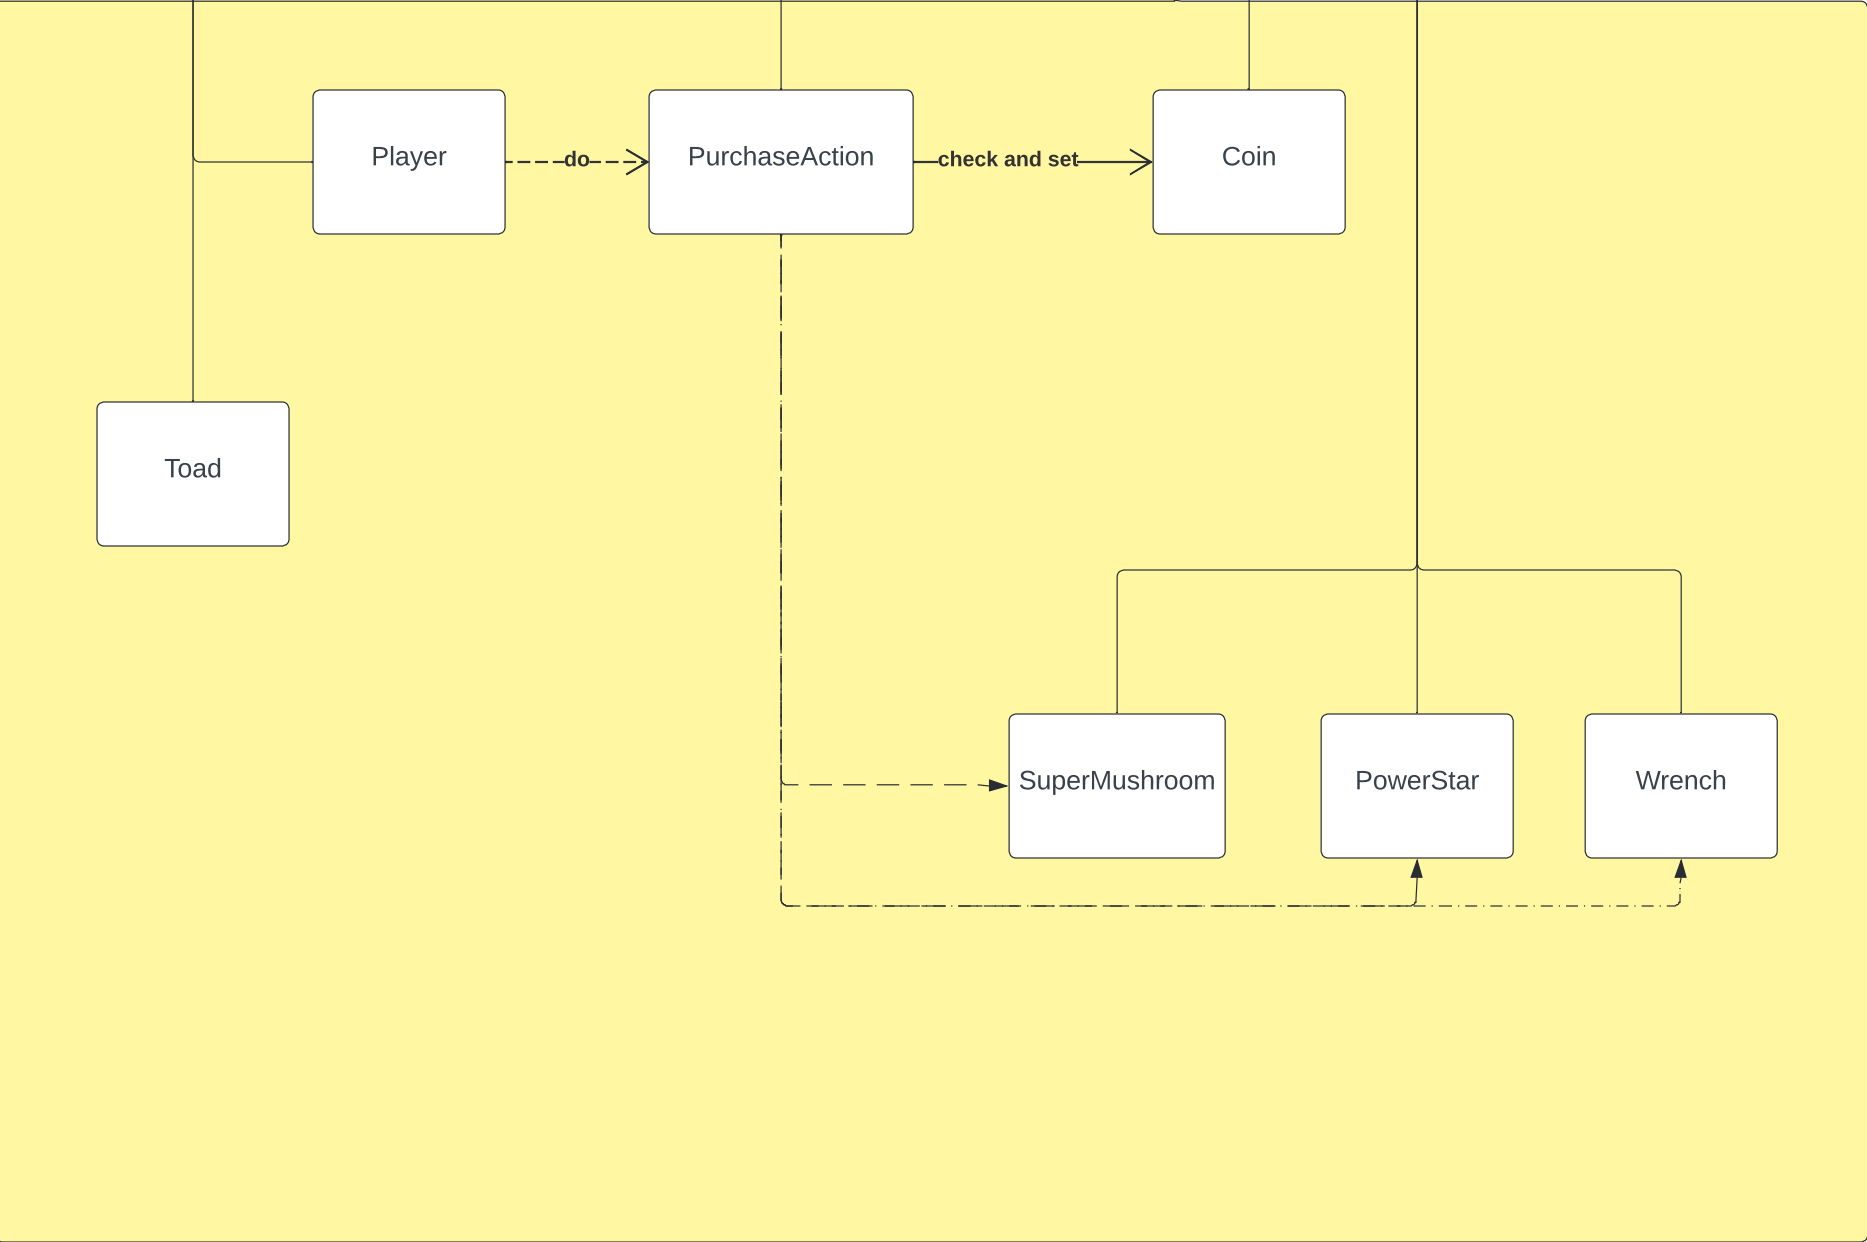 Player
do
PurchaseAction
check and set
Coin
Toad
SuperMushroom
PowerStar
Wrench